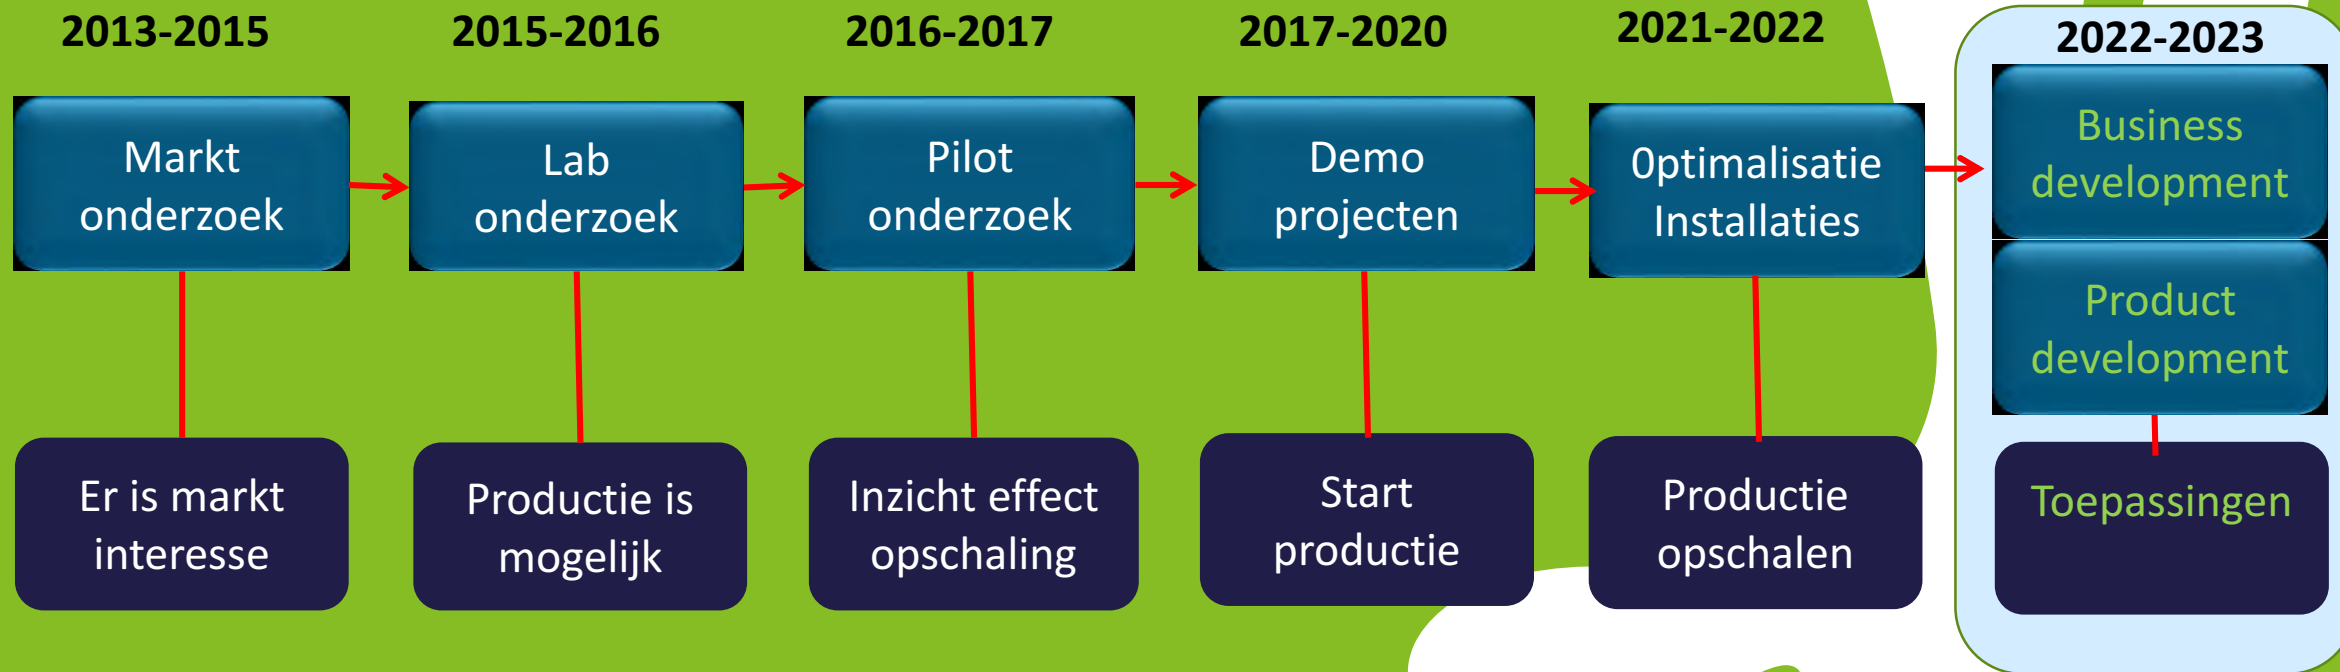 2013-2015
2015-2016
2016-2017
2017-2020
2021-2022
2022-2023
Markt
onderzoek
Lab
onderzoek
Pilot
onderzoek
Demo
projecten
0ptimalisatie
Installaties
Business
development
Product
development
Er is markt
interesse
Productie is
mogelijk
Inzicht effect
opschaling
Start
productie
Productie
opschalen
Toepassingen